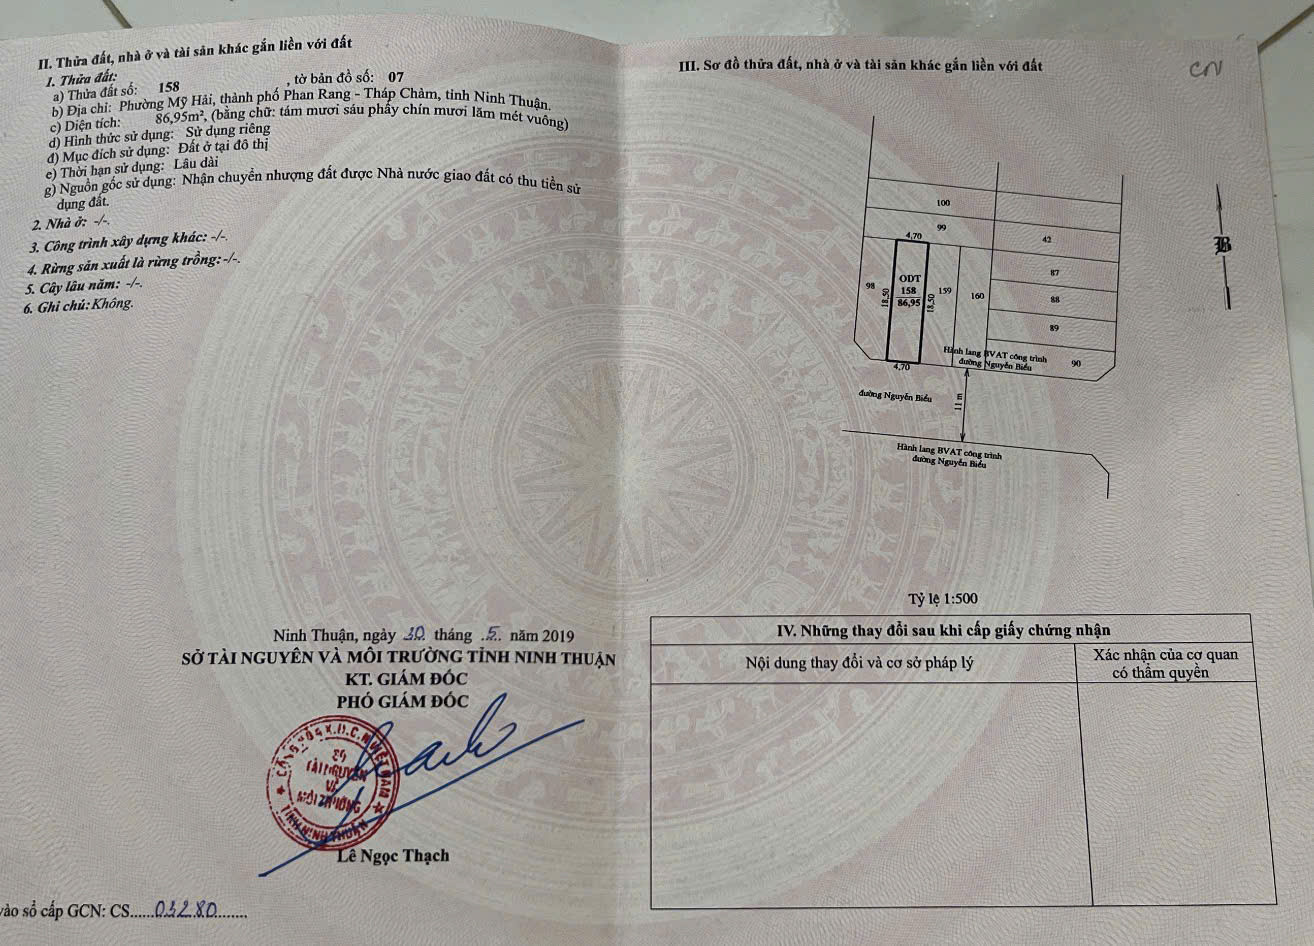 II. Thửa đất, nhà ở và tài sản khác gắn liền với đất
1. Thửa đất:
a) Thửa đất số: 158 , tờ bản đồ số: 07
b) Địa chỉ: Phường Mỹ Hải, thành phố Phan Rang - Tháp Chàm, tỉnh Ninh Thuận.
c) Diện tích: 86,95m², (bằng chữ: tám mươi sáu phẩy chín mươi lăm mét vuông)
d) Hình thức sử dụng: Sử dụng riêng
đ) Mục đích sử dụng: Đất ở tại đô thị
e) Thời hạn sử dụng: Lâu dài
g) Nguồn gốc sử dụng: Nhận chuyển nhượng đất được Nhà nước giao đất có thu tiền sử
dụng đất.
2. Nhà ở: -/-.
3. Công trình xây dựng khác: -/-.
4. Rừng sản xuất là rừng trồng: -/-.
5. Cây lâu năm: -/-.
6. Ghi chú: Không.
Ninh Thuận, ngày 30 tháng 5 năm 2019
SỞ TÀI NGUYÊN VÀ MÔI TRƯỜNG TỈNH NINH THUẬN
KT. GIÁM ĐỐC
PHÓ GIÁM ĐỐC
SỞ
TÀI NGUYÊN
VÀ
MÔI TRƯỜNG
TỈNH NINH THUẬN
Lê Ngọc Thạch
vào sổ cấp GCN: CS......03280........
III. Sơ đồ thửa đất, nhà ở và tài sản khác gắn liền với đất
CN
100
99
4,70
42
B
87
98
18,50
ODT
158
86,95
18,50
159
160
88
89
90
4,70
Hành lang BVAT công trình
đường Nguyễn Biểu
đường Nguyễn Biểu
11 m
Hành lang BVAT công trình
đường Nguyễn Biểu
Tỷ lệ 1:500
IV. Những thay đổi sau khi cấp giấy chứng nhận
Nội dung thay đổi và cơ sở pháp lý
Xác nhận của cơ quan
có thẩm quyền